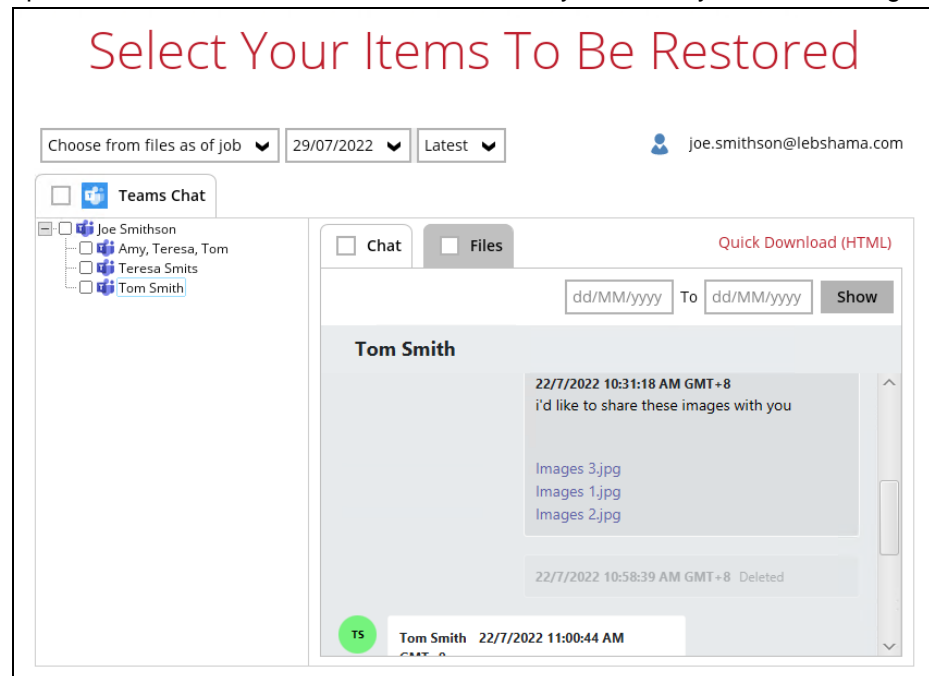 Select Your Items To Be Restored
Choose from files as of job 29/07/2022 Latest joe.smithson@lebshama.com
Teams Chat
Joe Smithson
Amy, Teresa, Tom
Teresa Smits
Tom Smith
Chat Files Quick Download (HTML)
dd/MM/yyyy To dd/MM/yyyy Show
Tom Smith
22/7/2022 10:31:18 AM GMT+8
i'd like to share these images with you
Images 3.jpg
Images 1.jpg
Images 2.jpg
22/7/2022 10:58:39 AM GMT+8 Deleted
TS Tom Smith 22/7/2022 11:00:44 AM